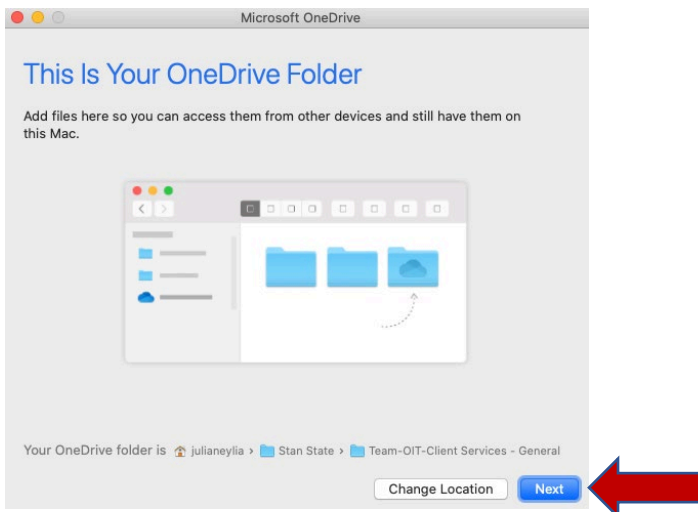 Microsoft OneDrive
This Is Your OneDrive Folder
Add files here so you can access them from other devices and still have them on
this Mac.
Your OneDrive folder is julianeylia › Stan State › Team-OIT-Client Services - General
Change Location Next